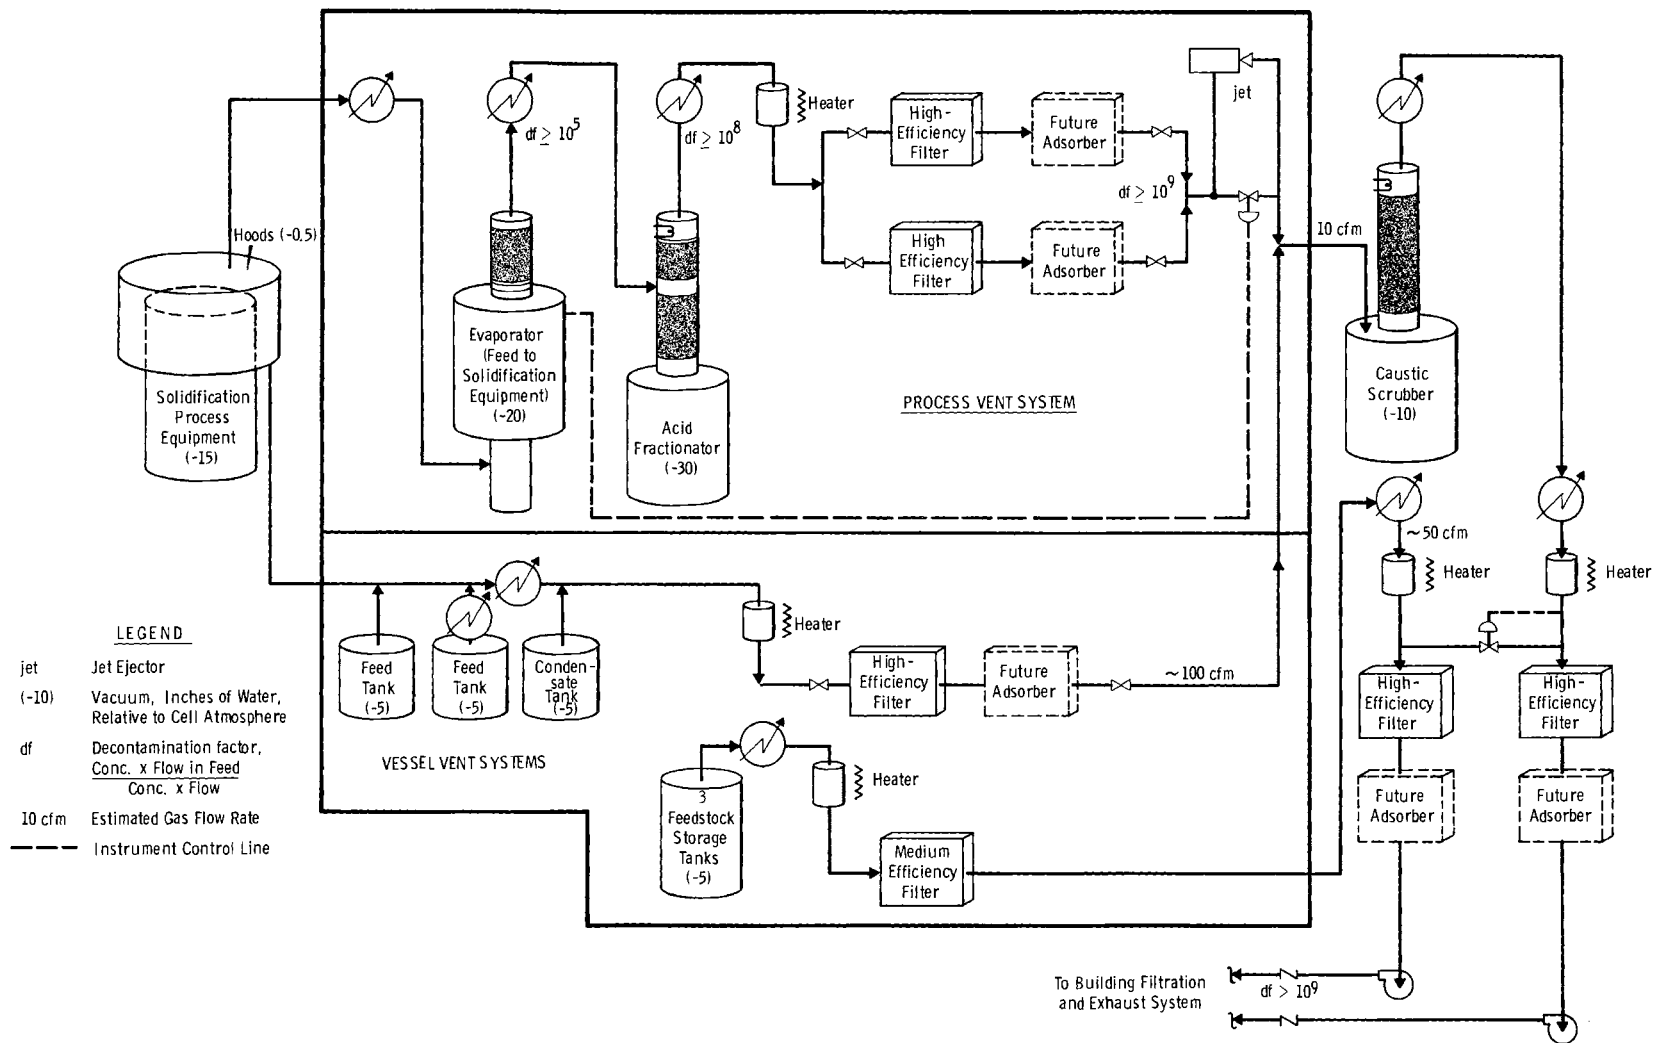 Hoods (-0.5)
Solidification
Process
Equipment
(-15)
df ≥ 10^5
Evaporator
(Feed to
Solidification
Equipment)
(-20)
df ≥ 10^8
Acid
Fractionator
(-30)
Heater
High-
Efficiency
Filter
Future
Adsorber
High
Efficiency
Filter
Future
Adsorber
df ≥ 10^9
jet
10 cfm
PROCESS VENT SYSTEM
Caustic
Scrubber
(-10)
~50 cfm
Heater
Heater
High-
Efficiency
Filter
High-
Efficiency
Filter
Future
Adsorber
Future
Adsorber
Feed
Tank
(-5)
Feed
Tank
(-5)
Conden-
sate
Tank
(-5)
Heater
High-
Efficiency
Filter
Future
Adsorber
~100 cfm
VESSEL VENT SYSTEMS
3
Feedstock
Storage
Tanks
(-5)
Heater
Medium
Efficiency
Filter
To Building Filtration
and Exhaust System
df > 10^9
LEGEND
jet Jet Ejector
(-10) Vacuum, Inches of Water,
Relative to Cell Atmosphere
df Decontamination factor,
Conc. x Flow in Feed
Conc. x Flow
10 cfm Estimated Gas Flow Rate
Instrument Control Line